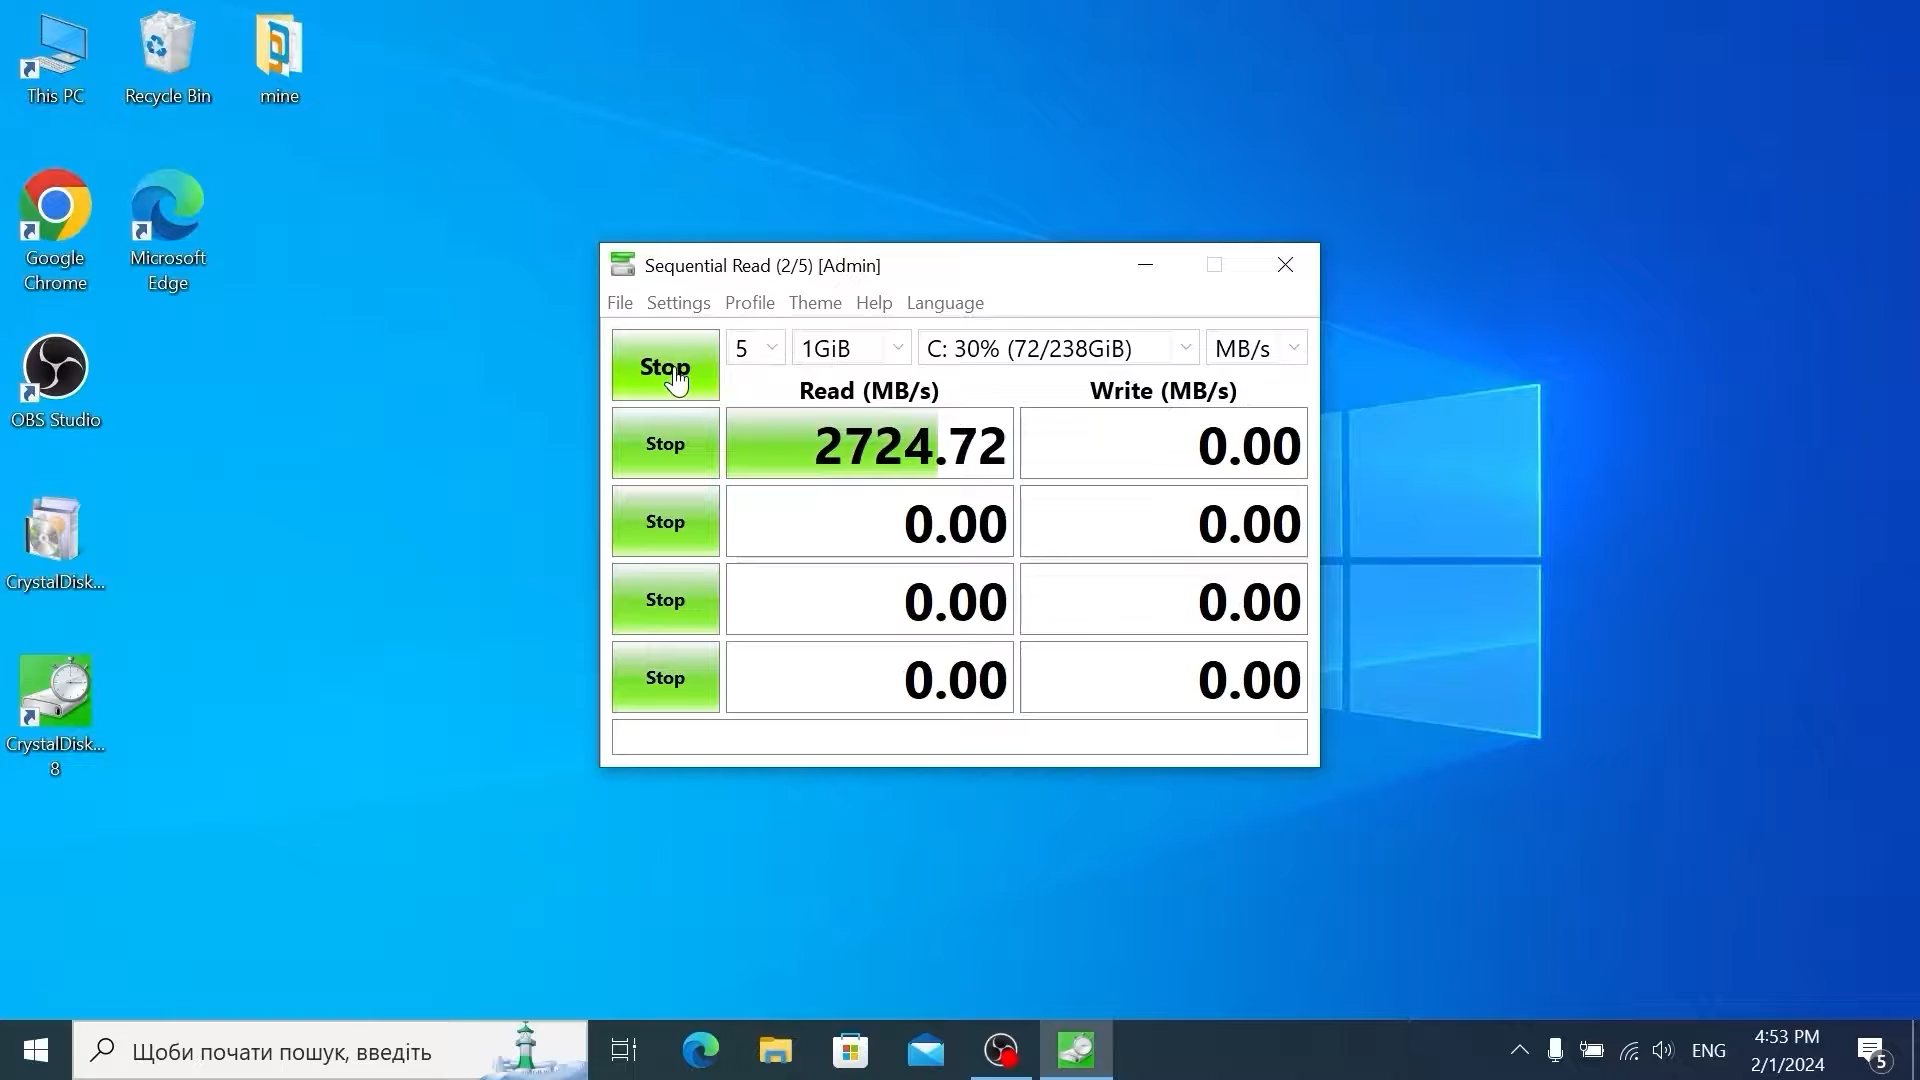 This PC
Recycle Bin
mine
Google
Chrome
Microsoft
Edge
OBS Studio
CrystalDisk...
CrystalDisk...
8
Sequential Read (2/5) [Admin]
File Settings Profile Theme Help Language
Stop 5 1GiB C: 30% (72/238GiB) MB/s
Read (MB/s) Write (MB/s)
Stop 2724.72 0.00
Stop 0.00 0.00
Stop 0.00 0.00
Stop 0.00 0.00
Щоби почати пошук, введіть
ENG
4:53 PM
2/1/2024
5